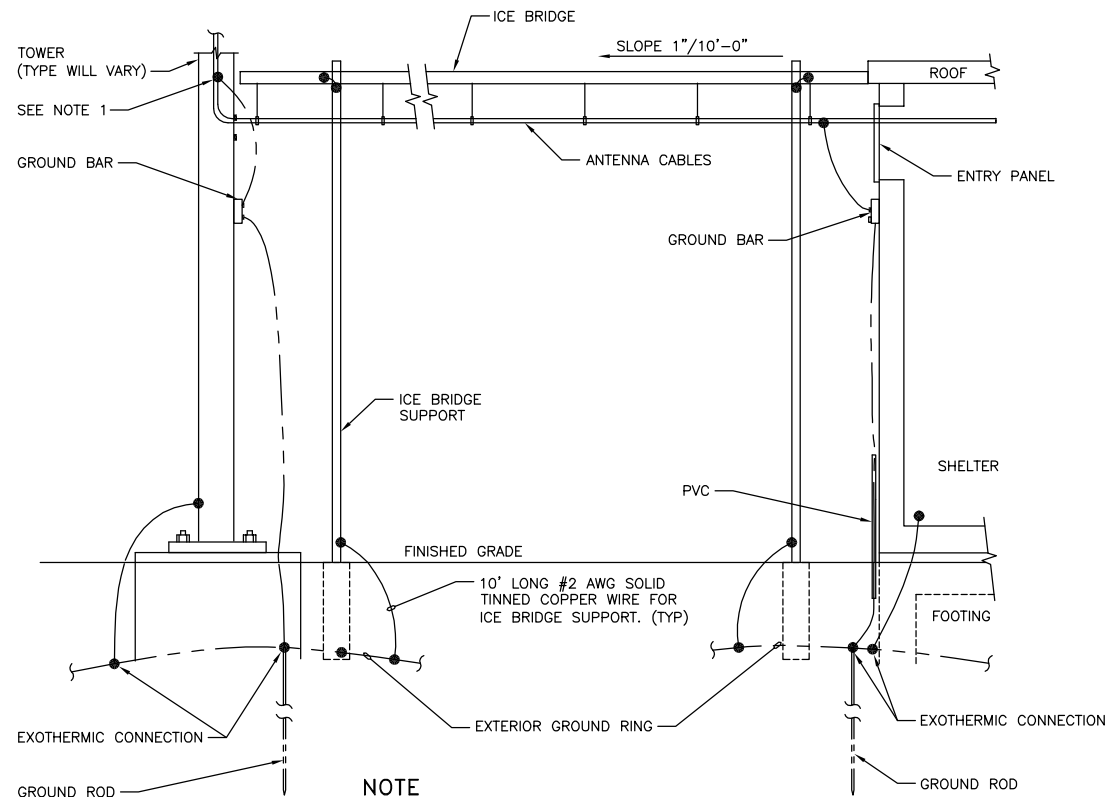 ICE BRIDGE
TOWER
(TYPE WILL VARY)
SLOPE 1"/10'-0"
ROOF
SEE NOTE 1
ANTENNA CABLES
GROUND BAR
ENTRY PANEL
GROUND BAR
ICE BRIDGE
SUPPORT
SHELTER
PVC
FINISHED GRADE
10' LONG #2 AWG SOLID
TINNED COPPER WIRE FOR
ICE BRIDGE SUPPORT. (TYP)
FOOTING
EXTERIOR GROUND RING
EXOTHERMIC CONNECTION
EXOTHERMIC CONNECTION
GROUND ROD
NOTE
GROUND ROD